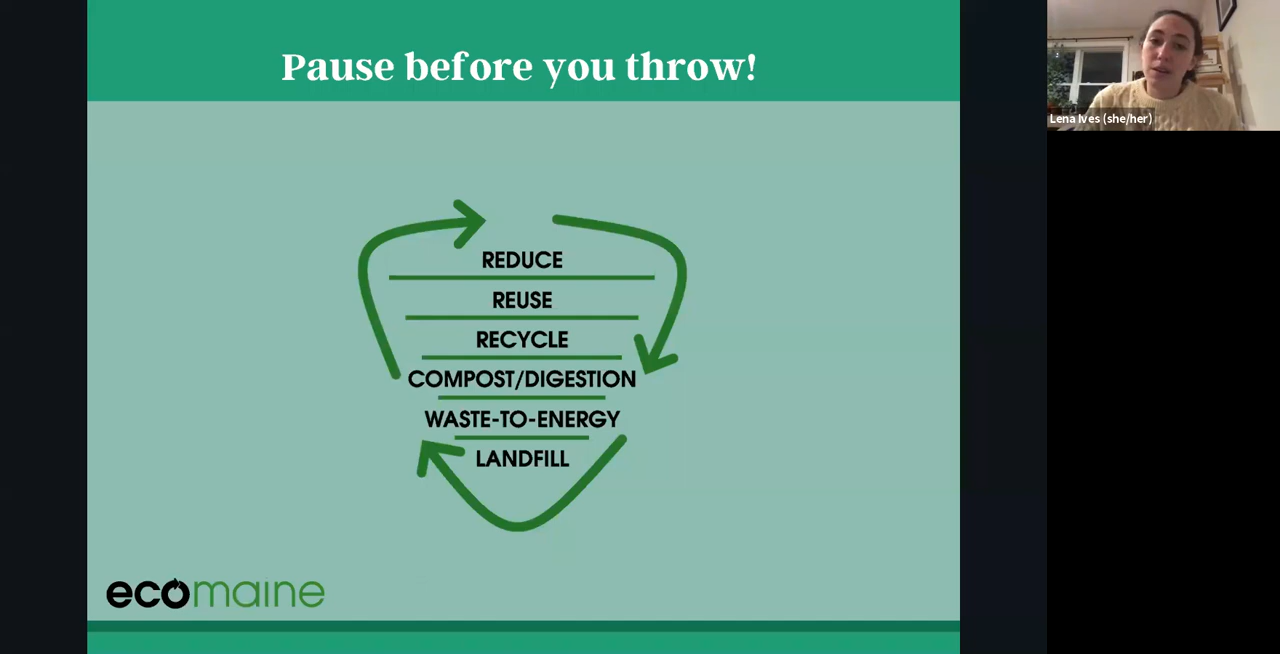 Pause before you throw!
Lena Ives (she/her)
REDUCE
REUSE
RECYCLE
COMPOST/DIGESTION
WASTE-TO-ENERGY
LANDFILL
ecomaine